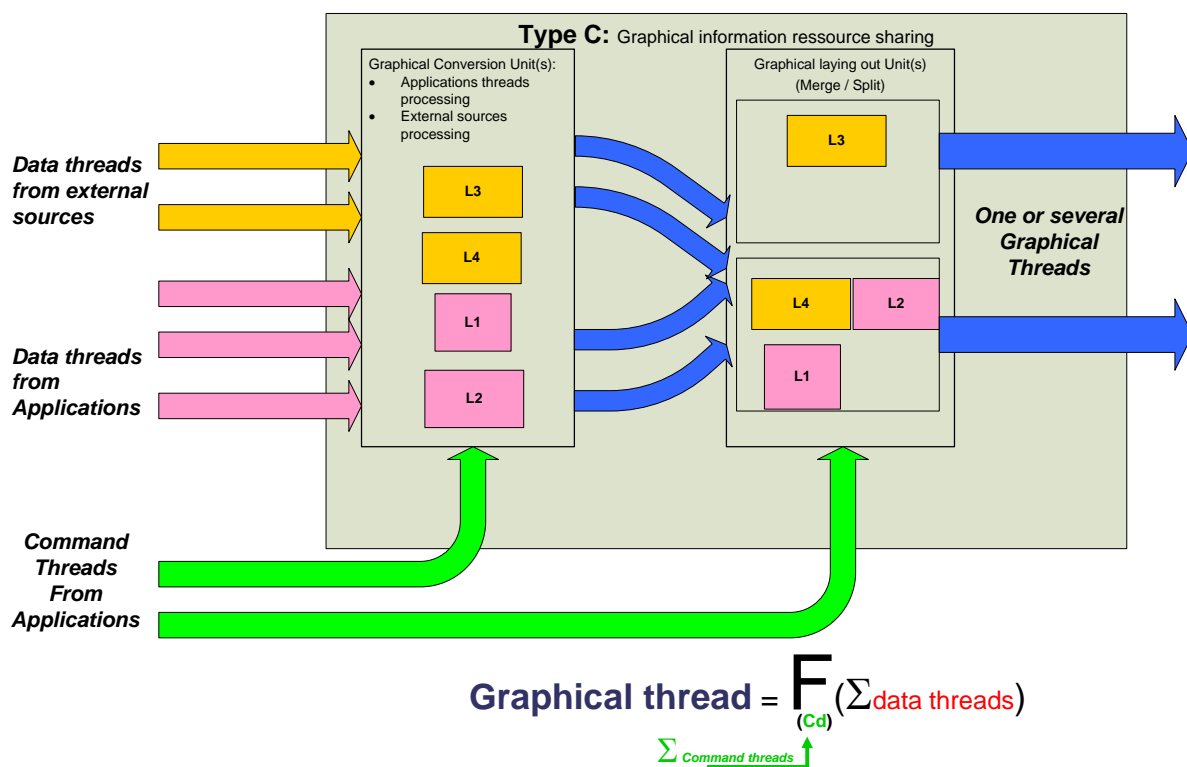 Type C: Graphical information ressource sharing
Graphical Conversion Unit(s):
• Applications threads
processing
• External sources
processing
L3
L4
L1
L2
Graphical laying out Unit(s)
(Merge / Split)
L3
L4
L2
L1
Data threads
from external
sources
Data threads
from
Applications
Command
Threads
From
Applications
One or several
Graphical
Threads
Graphical thread = F(Σdata threads)
(Cd)
Σ Command threads